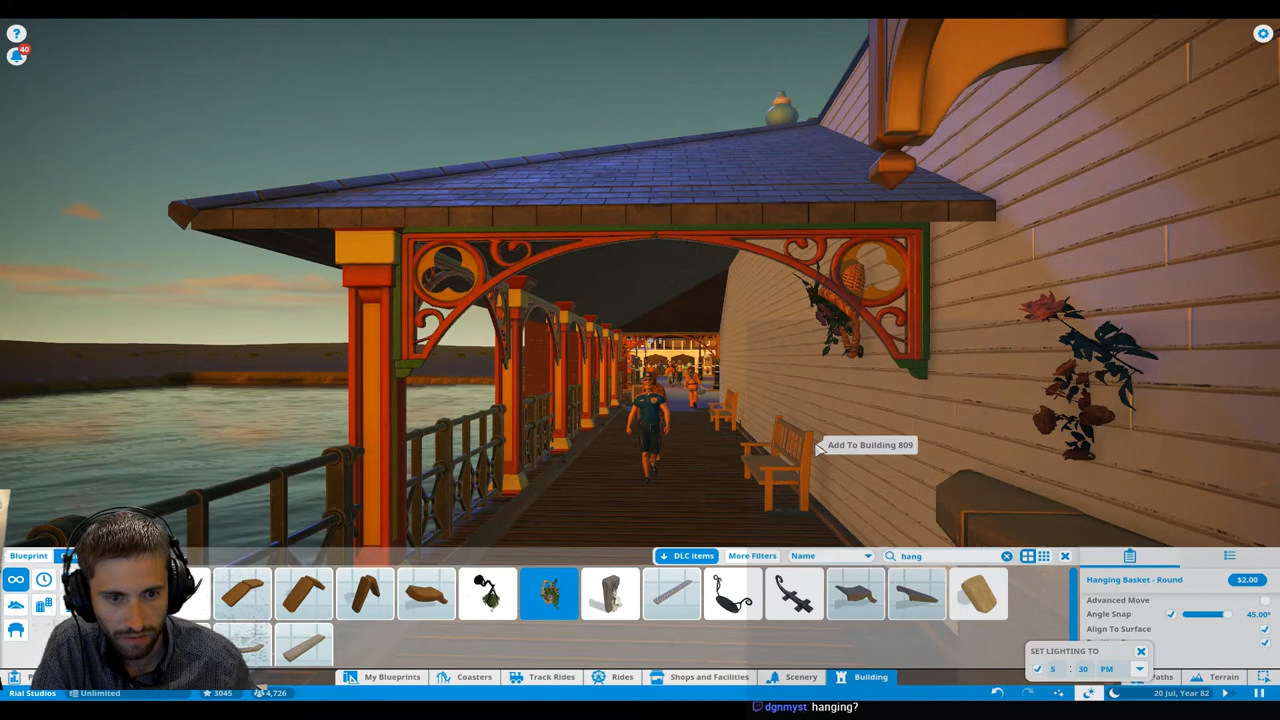 ?
40
Add To Building 809
Blueprint
DLC items
More Filters
Name
hang
Hanging Basket - Round
$2.00
Advanced Move
Angle Snap
45.00°
Align To Surface
SET LIGHTING TO
5 : 30 PM
My Blueprints
Coasters
Track Rides
Rides
Shops and Facilities
Scenery
Building
Paths
Terrain
Rial Studios
Unlimited
3045
4,726
20 Jul, Year 82
dgnmyst: hanging?